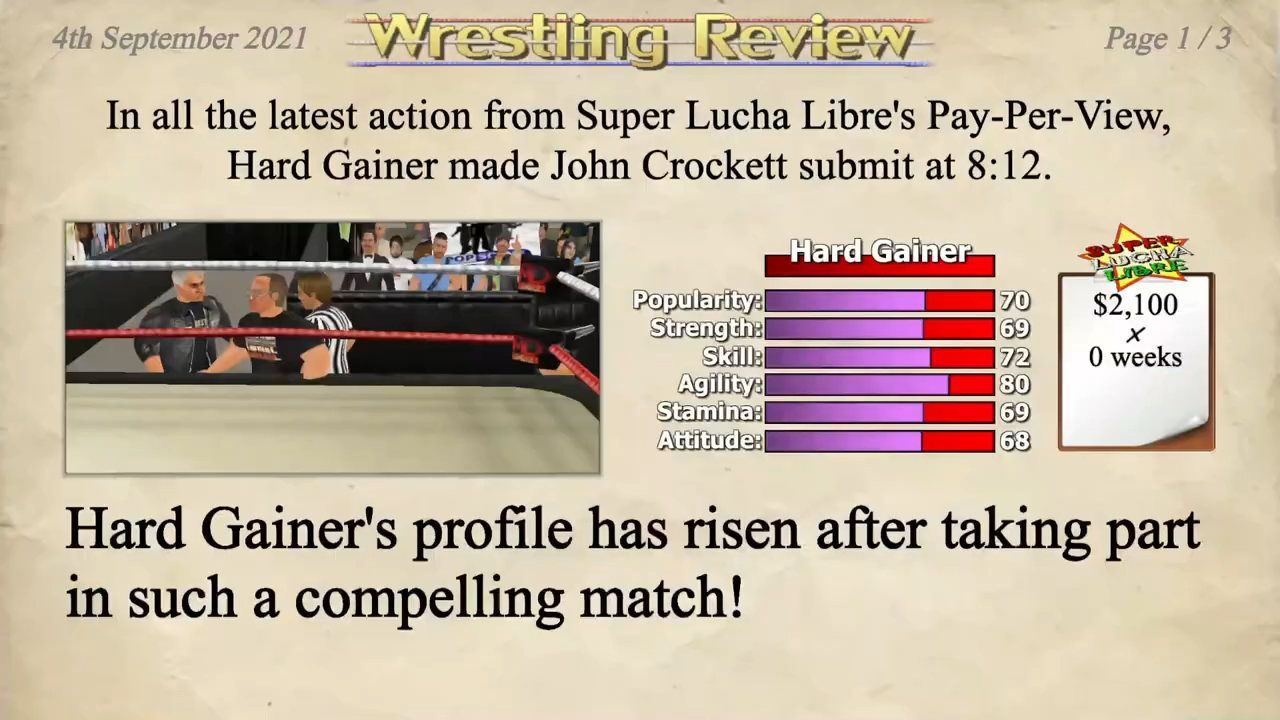 4th September 2021
Wrestling Review
Page 1 / 3
In all the latest action from Super Lucha Libre's Pay-Per-View,
Hard Gainer made John Crockett submit at 8:12.
Hard Gainer
Popularity: 70
Strength: 69
Skill: 72
Agility: 80
Stamina: 69
Attitude: 68
SUPER
LUCHA
LIBRE
$2,100
x
0 weeks
Hard Gainer's profile has risen after taking part
in such a compelling match!